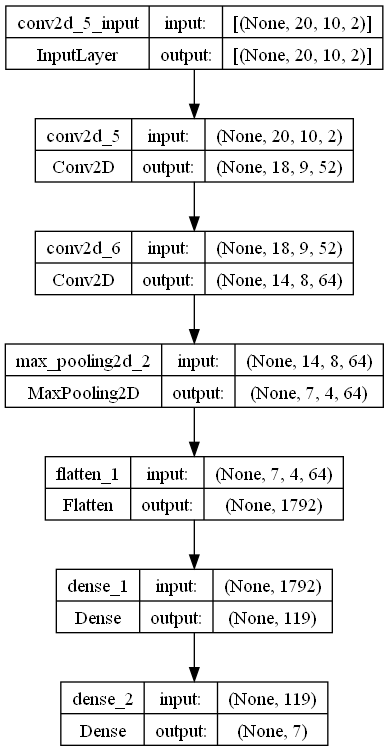 conv2d_5_input input: [(None, 20, 10, 2)]
InputLayer output: [(None, 20, 10, 2)]
conv2d_5 input: (None, 20, 10, 2)
Conv2D output: (None, 18, 9, 52)
conv2d_6 input: (None, 18, 9, 52)
Conv2D output: (None, 14, 8, 64)
max_pooling2d_2 input: (None, 14, 8, 64)
MaxPooling2D output: (None, 7, 4, 64)
flatten_1 input: (None, 7, 4, 64)
Flatten output: (None, 1792)
dense_1 input: (None, 1792)
Dense output: (None, 119)
dense_2 input: (None, 119)
Dense output: (None, 7)